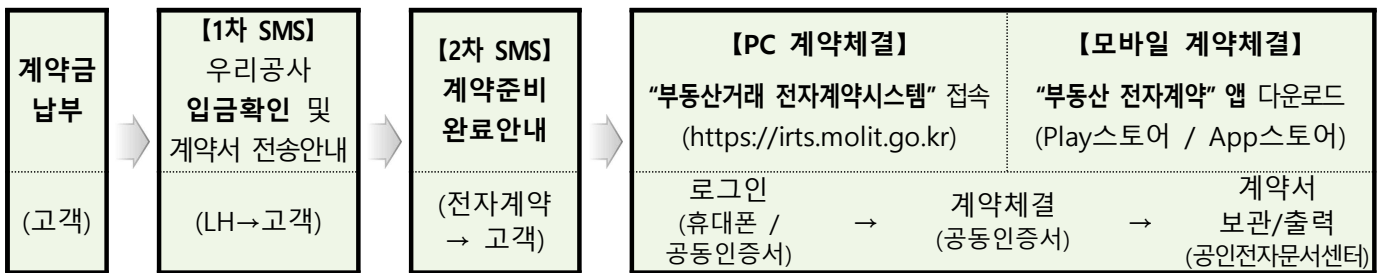 계약금
납부
(고객)
【1차 SMS】
우리공사
입금확인 및
계약서 전송안내
(LH→고객)
【2차 SMS】
계약준비
완료안내
(전자계약
→ 고객)
【PC 계약체결】
“부동산거래 전자계약시스템” 접속
(https://irts.molit.go.kr)
【모바일 계약체결】
“부동산 전자계약” 앱 다운로드
(Play스토어 / App스토어)
로그인
(휴대폰 /
공동인증서)
→
계약체결
(공동인증서)
→
계약서
보관/출력
(공인전자문서센터)